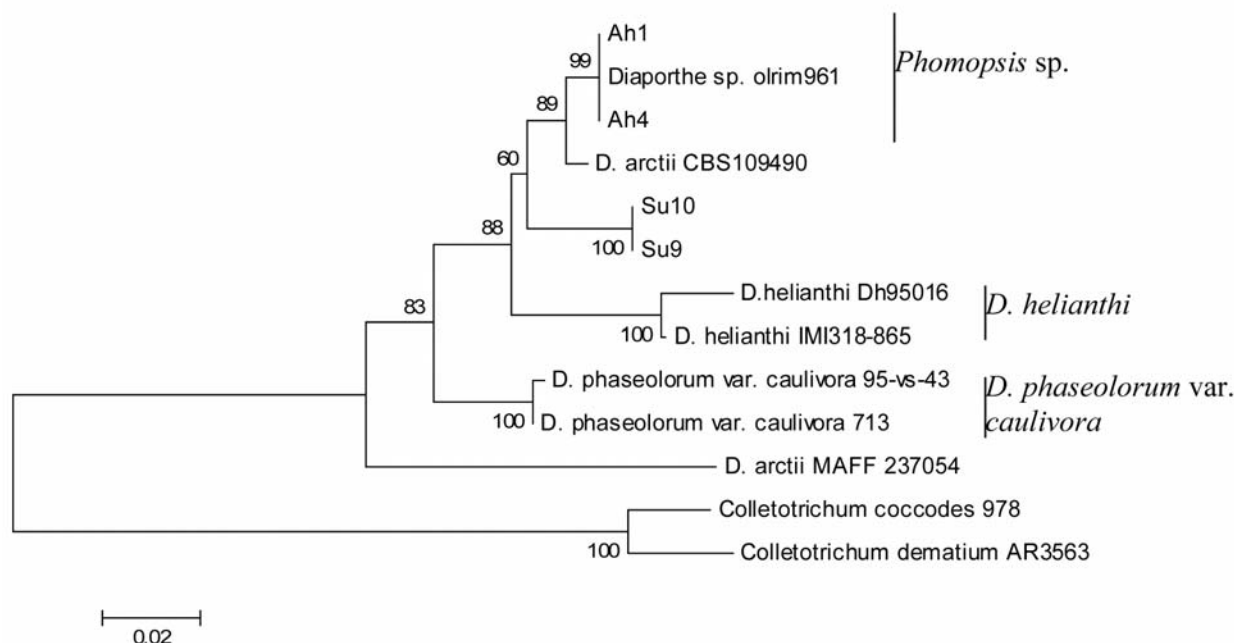 Ah1
99
Diaporthe sp. olrim961
Phomopsis sp.
89
Ah4
60
D. arctii CBS109490
Su10
88
100
Su9
D.helianthi Dh95016
D. helianthi
83
100
D. helianthi IMI318-865
D. phaseolorum var. caulivora 95-vs-43
D. phaseolorum var.
caulivora
100
D. phaseolorum var. caulivora 713
D. arctii MAFF 237054
Colletotrichum coccodes 978
100
Colletotrichum dematium AR3563
0.02